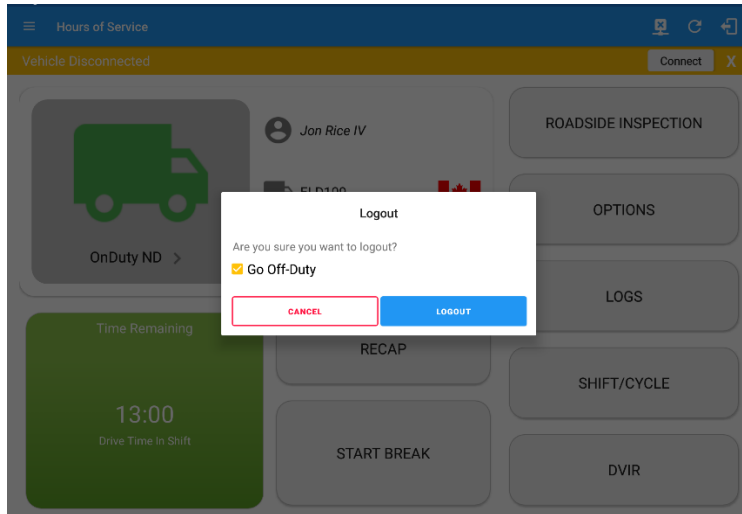 Hours of Service
Vehicle Disconnected
Connect
X
Jon Rice IV
ELD100
OnDuty ND >
Logout
Are you sure you want to logout?
Go Off-Duty
CANCEL
LOGOUT
Time Remaining
13:00
Drive Time In Shift
RECAP
START BREAK
ROADSIDE INSPECTION
OPTIONS
LOGS
SHIFT/CYCLE
DVIR